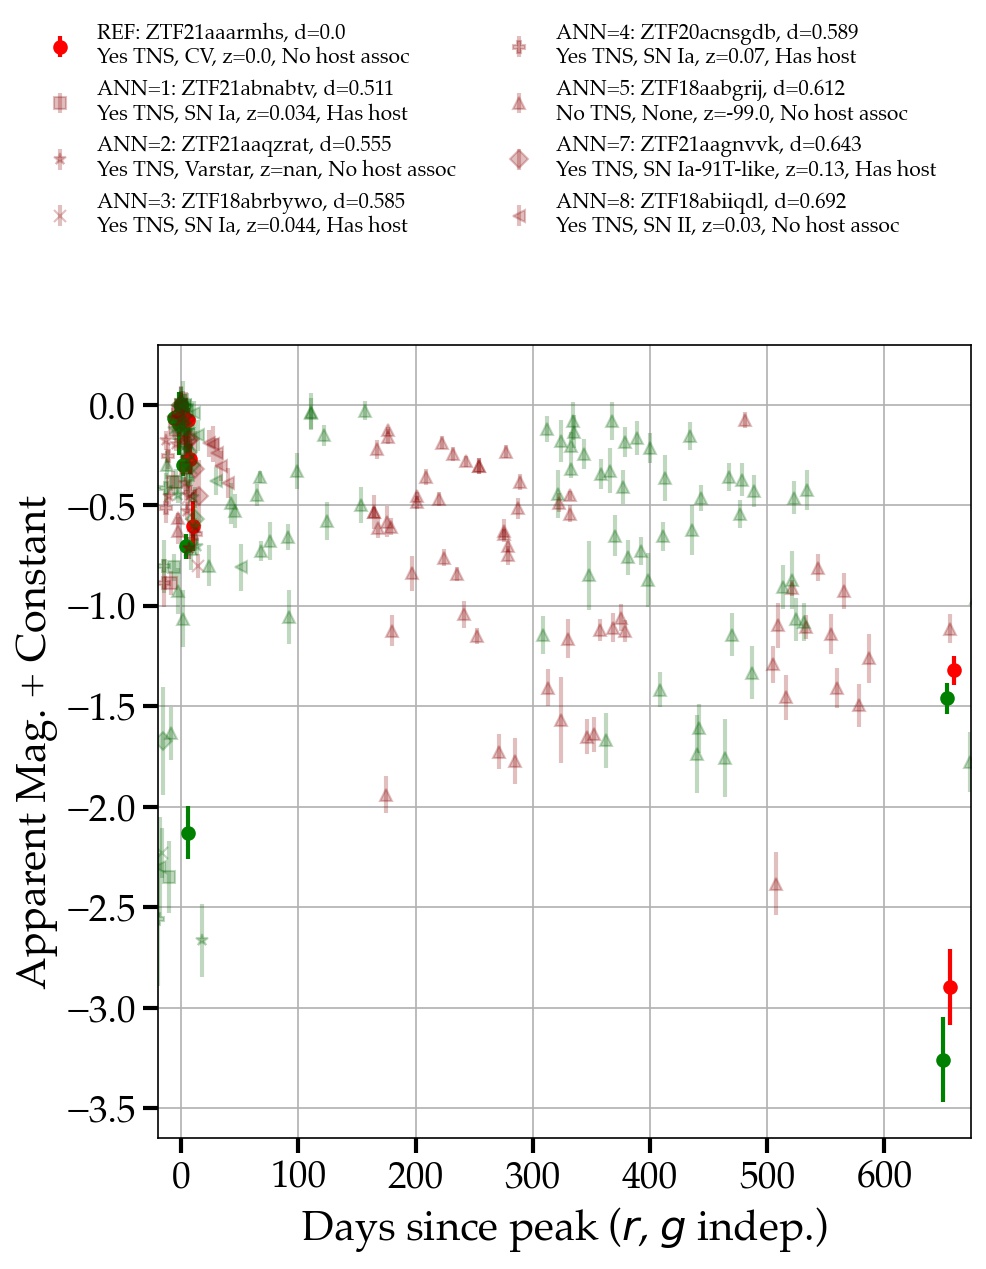 REF: ZTF21aaarmhs, d=0.0
Yes TNS, CV, z=0.0, No host assoc
ANN=1: ZTF21abnabtv, d=0.511
Yes TNS, SN Ia, z=0.034, Has host
ANN=2: ZTF21aaqzrat, d=0.555
Yes TNS, Varstar, z=nan, No host assoc
ANN=3: ZTF18abrbywo, d=0.585
Yes TNS, SN Ia, z=0.044, Has host
ANN=4: ZTF20acnsgdb, d=0.589
Yes TNS, SN Ia, z=0.07, Has host
ANN=5: ZTF18aabgrij, d=0.612
No TNS, None, z=-99.0, No host assoc
ANN=7: ZTF21aagnvvk, d=0.643
Yes TNS, SN Ia-91T-like, z=0.13, Has host
ANN=8: ZTF18abiiqdl, d=0.692
Yes TNS, SN II, z=0.03, No host assoc
Apparent Mag. + Constant
0.0
−0.5
−1.0
−1.5
−2.0
−2.5
−3.0
−3.5
0 100 200 300 400 500 600
Days since peak (r, g indep.)